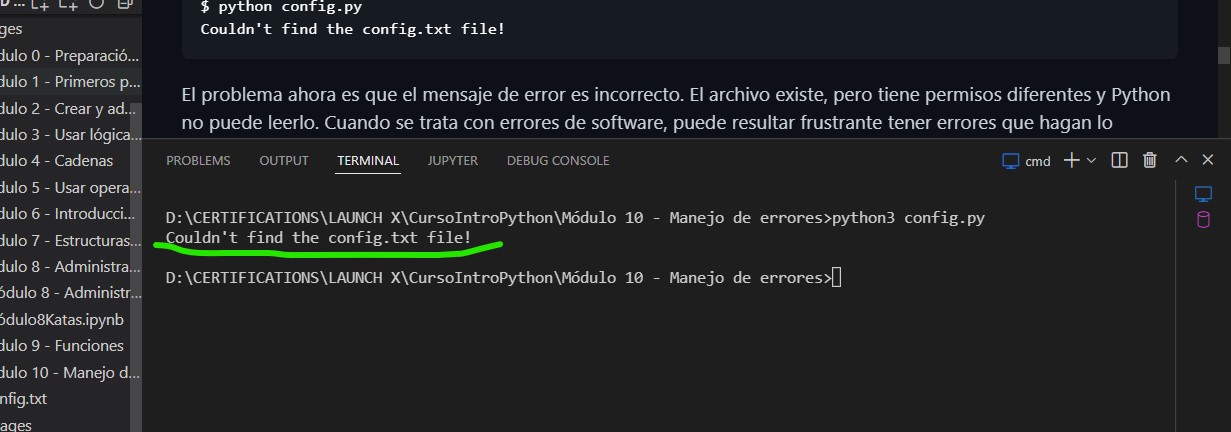 $ python config.py
Couldn't find the config.txt file!
El problema ahora es que el mensaje de error es incorrecto. El archivo existe, pero tiene permisos diferentes y Python
no puede leerlo. Cuando se trata con errores de software, puede resultar frustrante tener errores que hagan lo
ges
dulo 0 - Preparació...
dulo 1 - Primeros p...
dulo 2 - Crear y ad...
dulo 3 - Usar lógica...
dulo 4 - Cadenas
dulo 5 - Usar opera...
dulo 6 - Introducci...
dulo 7 - Estructuras...
dulo 8 - Administra...
ódulo 8 - Administr...
ódulo8Katas.ipynb
dulo 9 - Funciones
dulo 10 - Manejo d...
nfig.txt
ages
PROBLEMS OUTPUT TERMINAL JUPYTER DEBUG CONSOLE cmd
D:\CERTIFICATIONS\LAUNCH X\CursoIntroPython\Módulo 10 - Manejo de errores>python3 config.py
Couldn't find the config.txt file!
D:\CERTIFICATIONS\LAUNCH X\CursoIntroPython\Módulo 10 - Manejo de errores>